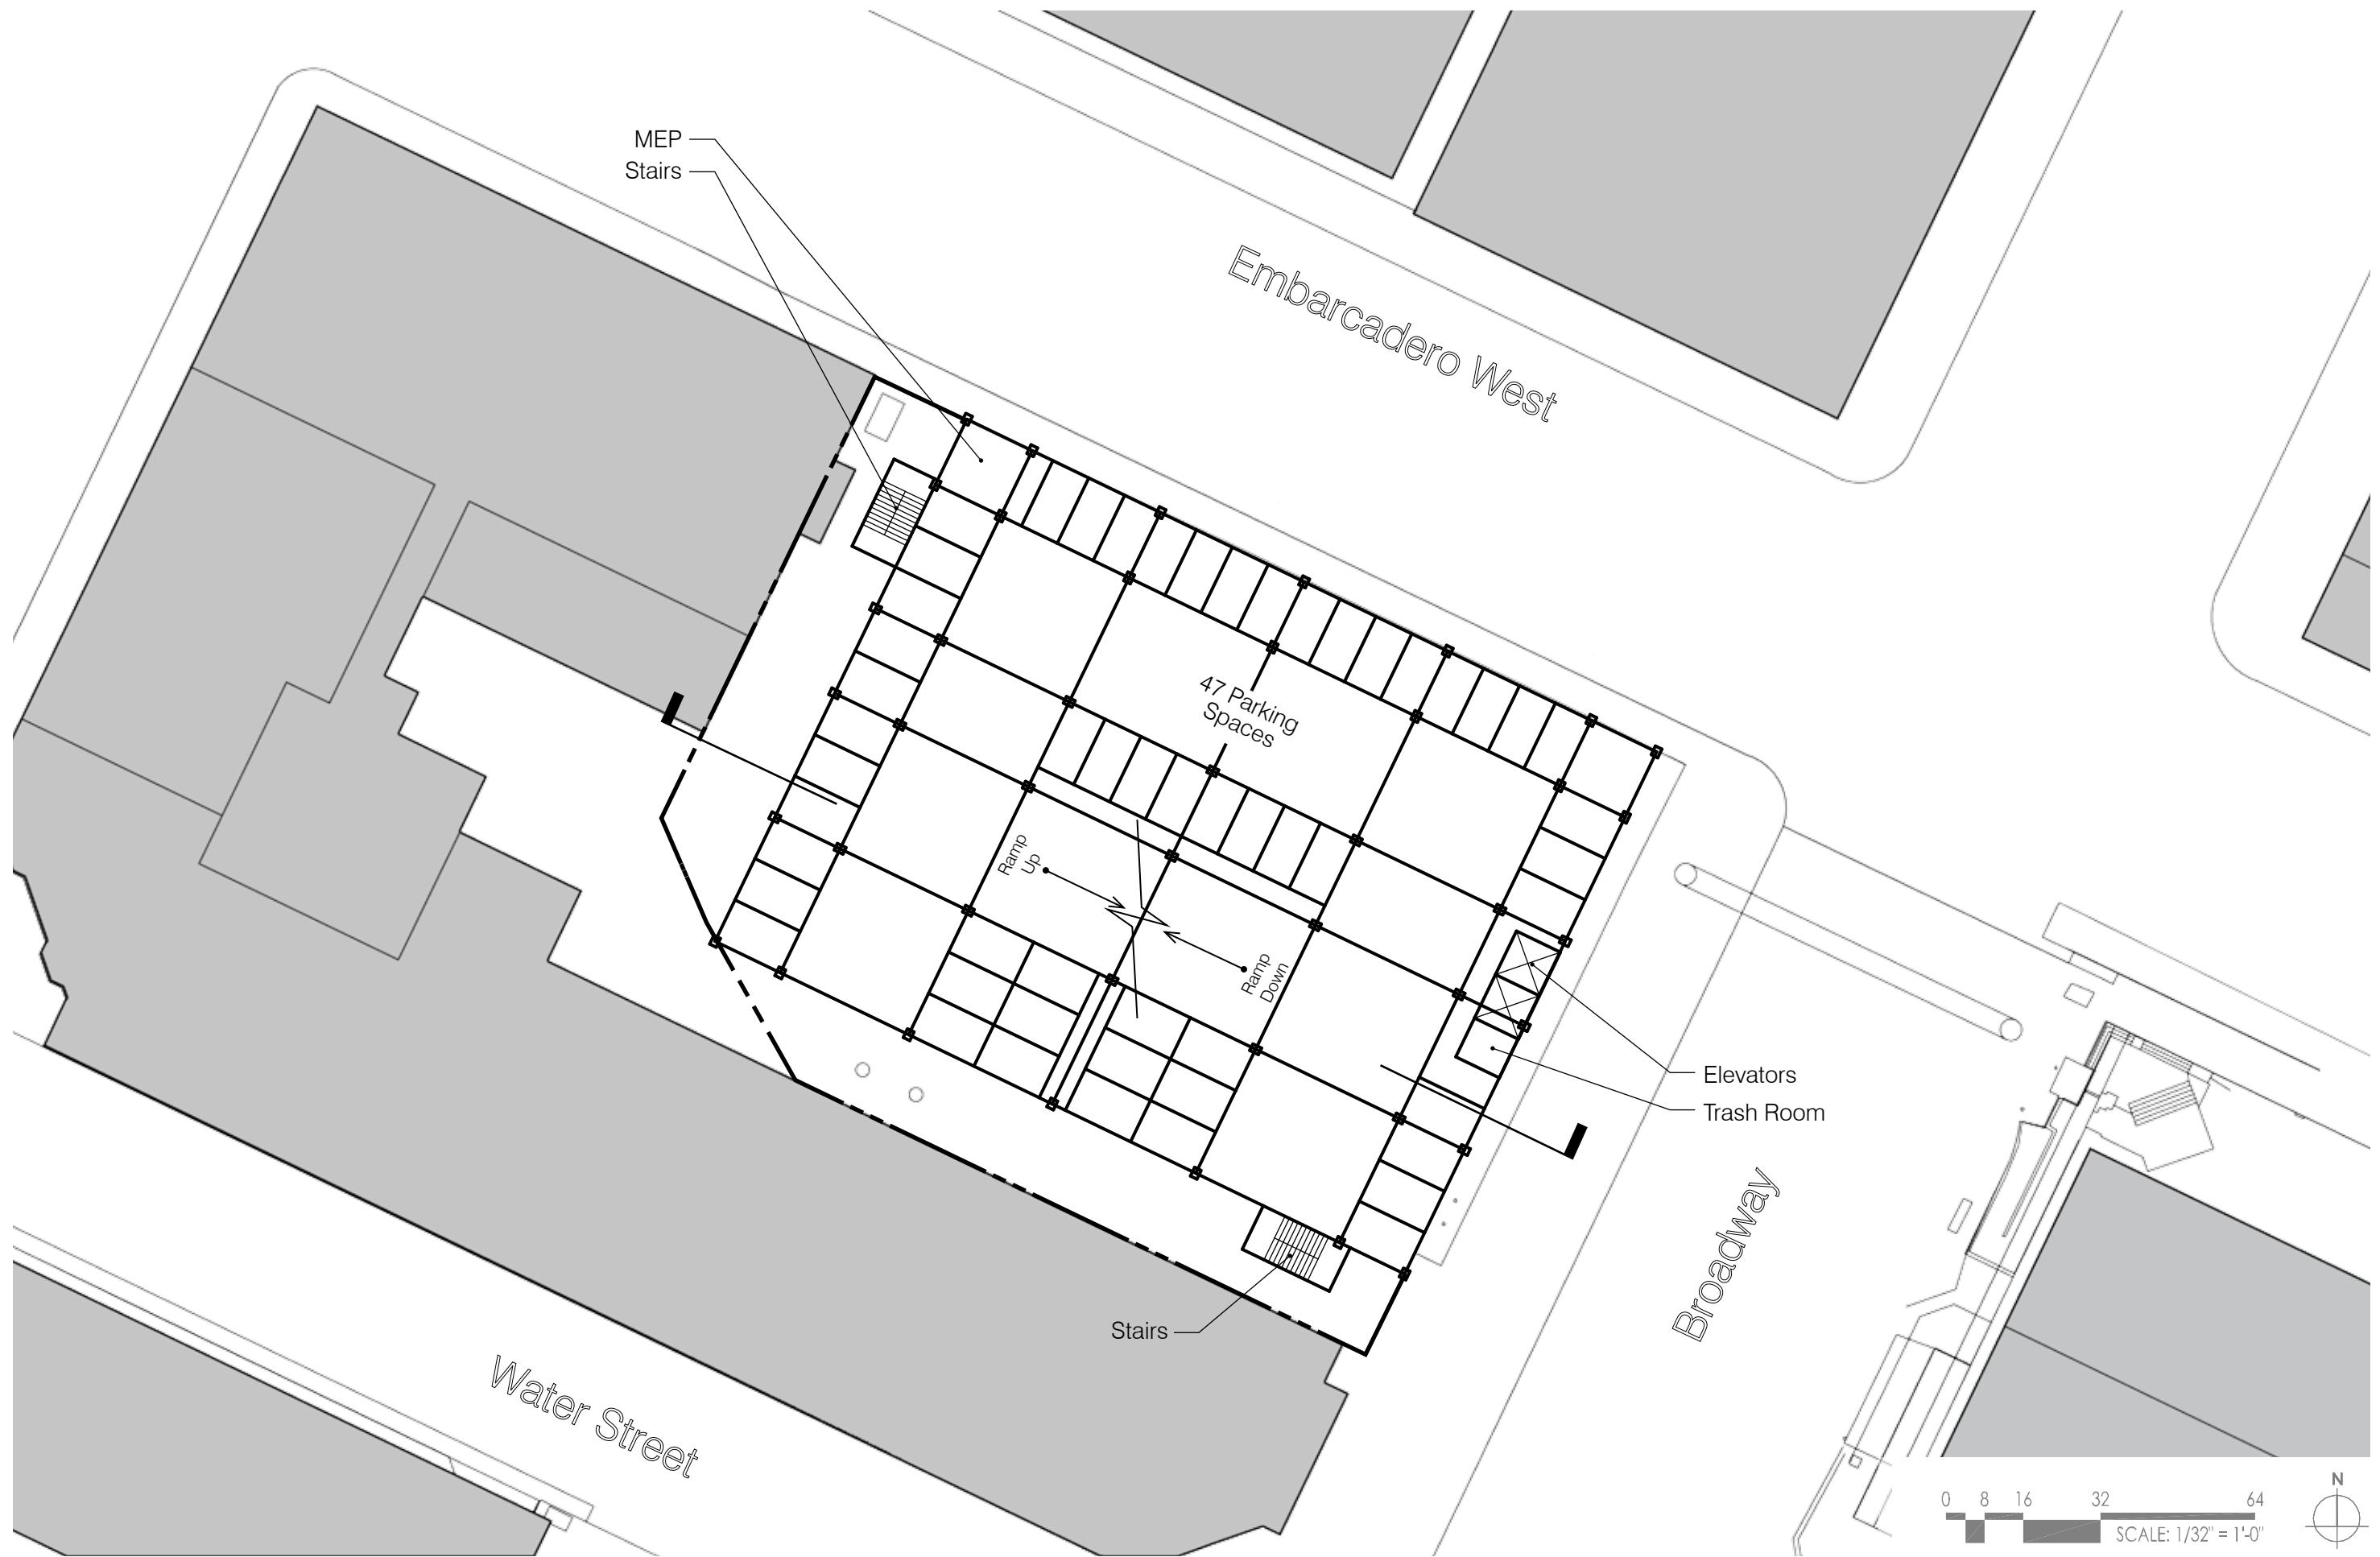 MEP
Stairs
Embarcadero West
47 Parking
Spaces
Ramp
Up
Ramp
Down
Elevators
Trash Room
Broadway
Stairs
Water Street
0 8 16 32 64
SCALE: 1/32" = 1'-0"
N